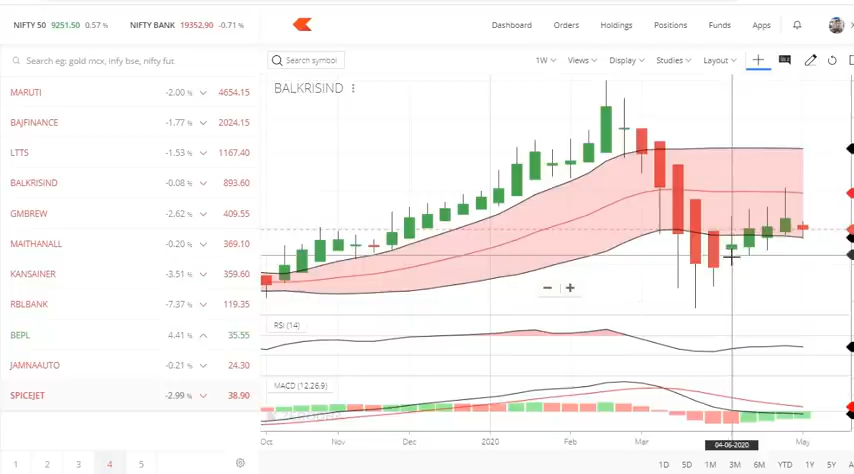 NIFTY 50 9251.50 0.57 % NIFTY BANK 19352.90 -0.71 %
Dashboard Orders Holdings Positions Funds Apps
Search eg: gold mcx, infy bse, nifty fut
Search symbol
1W Views Display Studies Layout
MARUTI -2.00 % 4654.15
BAJFINANCE -1.77 % 2024.15
LTTS -1.53 % 1167.40
BALKRISIND -0.08 % 893.60
GMBREW -2.62 % 409.55
MAITHANALL -0.20 % 369.10
KANSAINER -3.51 % 359.60
RBLBANK -7.37 % 119.35
BEPL 4.41 % 35.55
JAMNAAUTO -0.21 % 24.30
SPICEJET -2.99 % 38.90
1 2 3 4 5
BALKRISIND
RSI (14)
MACD (12,26,9)
Oct Nov Dec 2020 Feb Mar 04-06-2020 May
1D 5D 1M 3M 6M YTD 1Y 5Y